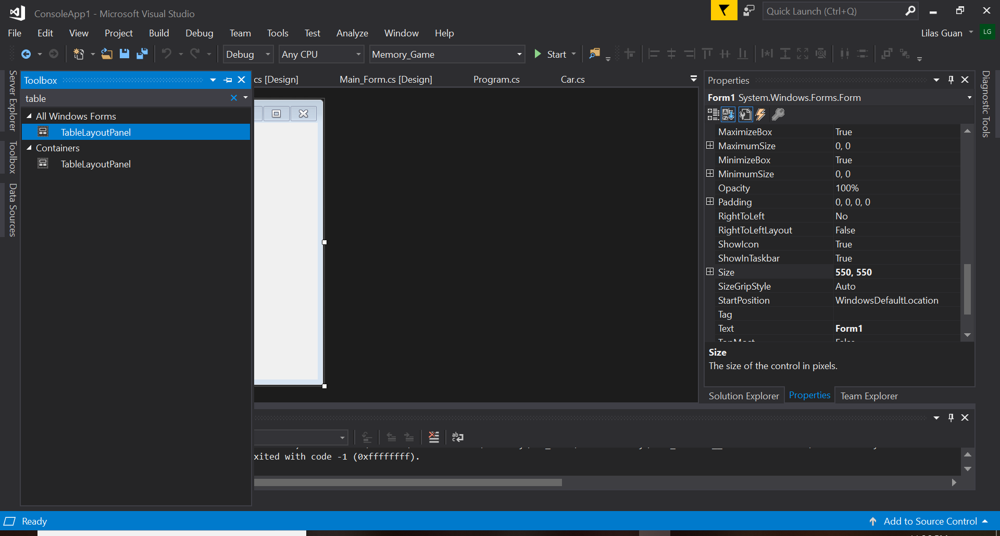 ConsoleApp1 - Microsoft Visual Studio
Quick Launch (Ctrl+Q)
File Edit View Project Build Debug Team Tools Test Analyze Window Help
Lilas Guan
LG
Debug
Any CPU
Memory_Game
Start
Server Explorer
Toolbox
Data Sources
Toolbox
table
All Windows Forms
TableLayoutPanel
Containers
TableLayoutPanel
cs [Design]
Main_Form.cs [Design]
Program.cs
Car.cs
Properties
Form1 System.Windows.Forms.Form
MaximizeBox True
MaximumSize 0, 0
MinimizeBox True
MinimumSize 0, 0
Opacity 100%
Padding 0, 0, 0, 0
RightToLeft No
RightToLeftLayout False
ShowIcon True
ShowInTaskbar True
Size 550, 550
SizeGripStyle Auto
StartPosition WindowsDefaultLocation
Tag
Text Form1
TopMost False
Size
The size of the control in pixels.
Solution Explorer
Properties
Team Explorer
Diagnostic Tools
xited with code -1 (0xffffffff).
Ready
Add to Source Control